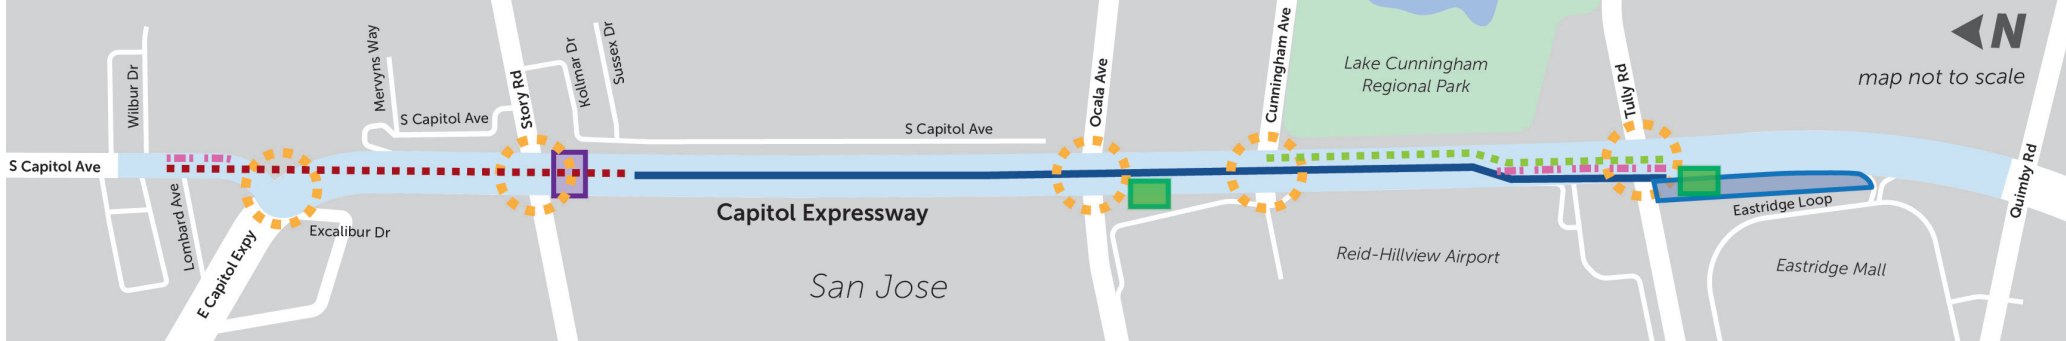 S Capitol Ave
Wilbur Dr
Lombard Ave
E Capitol Expy
Excalibur Dr
Mervyns Way
S Capitol Ave
Story Rd
Kollmar Dr
Sussex Dr
Capitol Expressway
San Jose
S Capitol Ave
Ocala Ave
Cunningham Ave
Lake Cunningham
Regional Park
Reid-Hillview Airport
Tully Rd
Eastridge Loop
Eastridge Mall
N
map not to scale
Quimby Rd